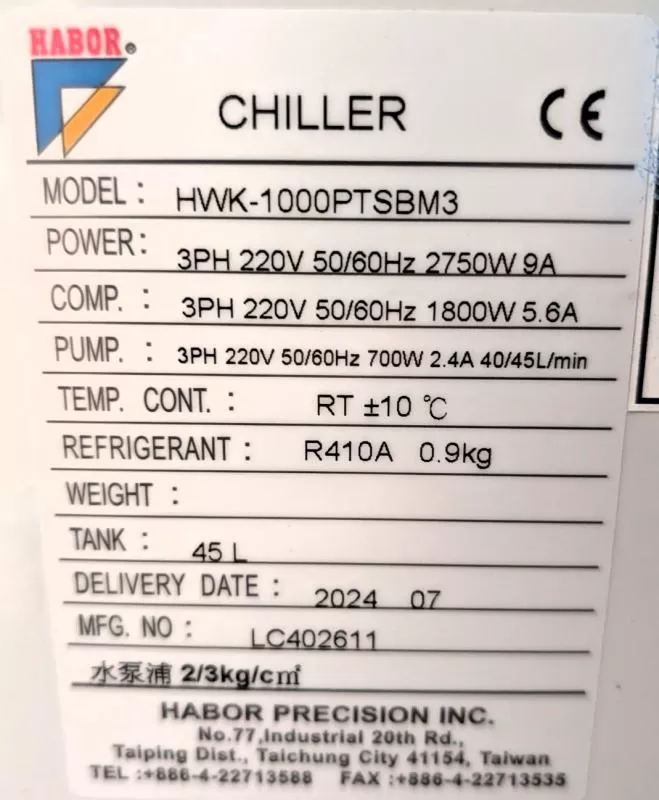 HABOR®
CHILLER CE
MODEL : HWK-1000PTSBM3
POWER : 3PH 220V 50/60Hz 2750W 9A
COMP. : 3PH 220V 50/60Hz 1800W 5.6A
PUMP. : 3PH 220V 50/60Hz 700W 2.4A 40/45L/min
TEMP. CONT. : RT ±10 ℃
REFRIGERANT : R410A 0.9kg
WEIGHT :
TANK : 45 L
DELIVERY DATE : 2024 07
MFG. NO : LC402611
水泵浦 2/3kg/c㎡
HABOR PRECISION INC.
No.77,Industrial 20th Rd.,
Taiping Dist., Taichung City 41154, Taiwan
TEL :+886-4-22713588 FAX :+886-4-22713535